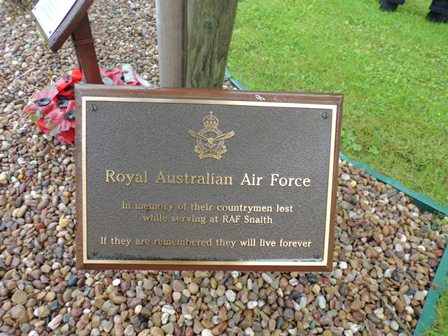 Royal Australian Air Force
In memory of their countrymen lost
while serving at RAF Snaith
If they are remembered they will live forever